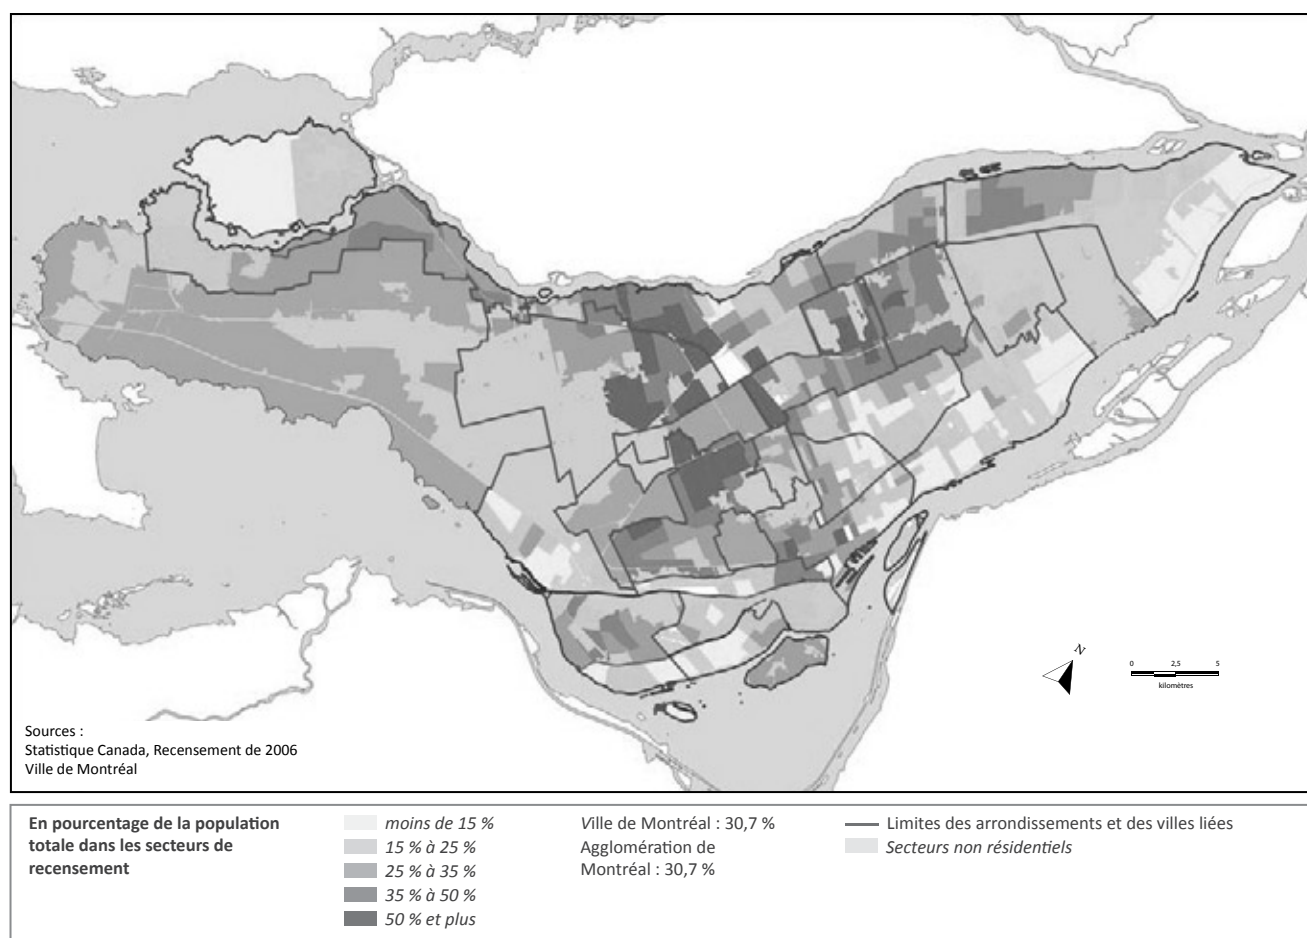 N
0 2,5 5
kilomètres
Sources :
Statistique Canada, Recensement de 2006
Ville de Montréal
En pourcentage de la population
totale dans les secteurs de
recensement
moins de 15 %
15 % à 25 %
25 % à 35 %
35 % à 50 %
50 % et plus
Ville de Montréal : 30,7 %
Agglomération de
Montréal : 30,7 %
Limites des arrondissements et des villes liées
Secteurs non résidentiels